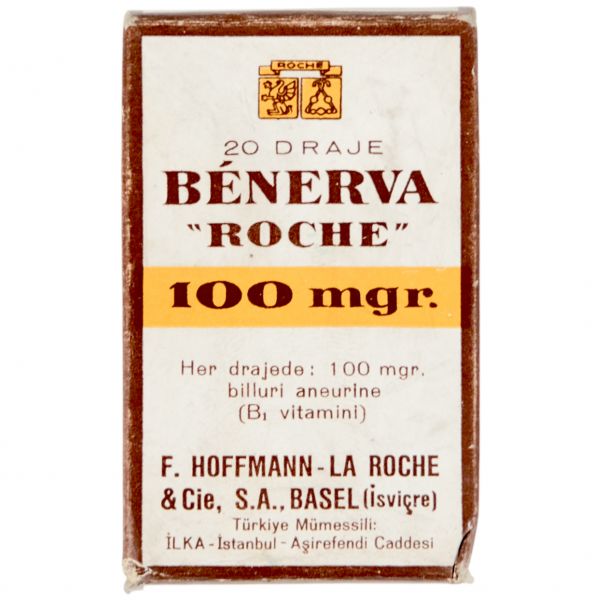 ROCHE
20 DRAJE
BÉNERVA
"ROCHE"
100 mgr.
Her drajede: 100 mgr.
billuri aneurine
(B₁ vitamini)
F. HOFFMANN-LA ROCHE
& Cie, S.A., BASEL (İsviçre)
Türkiye Mümessili:
İLKA - İstanbul - Aşirefendi Caddesi